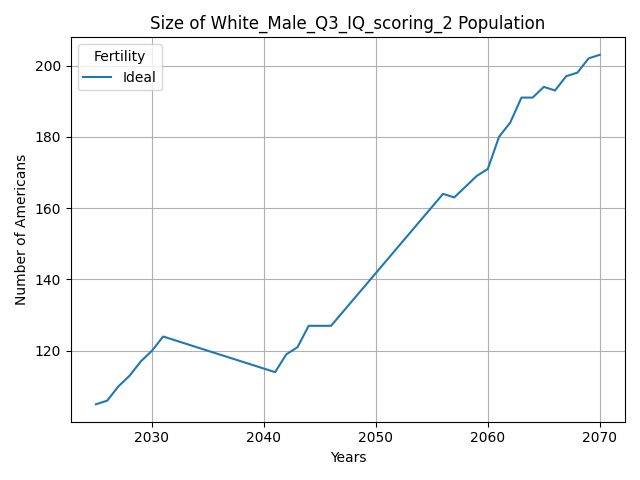 Size of White_Male_Q3_IQ_scoring_2 Population
Fertility
Ideal
Number of Americans
200
180
160
140
120
2030 2040 2050 2060 2070
Years